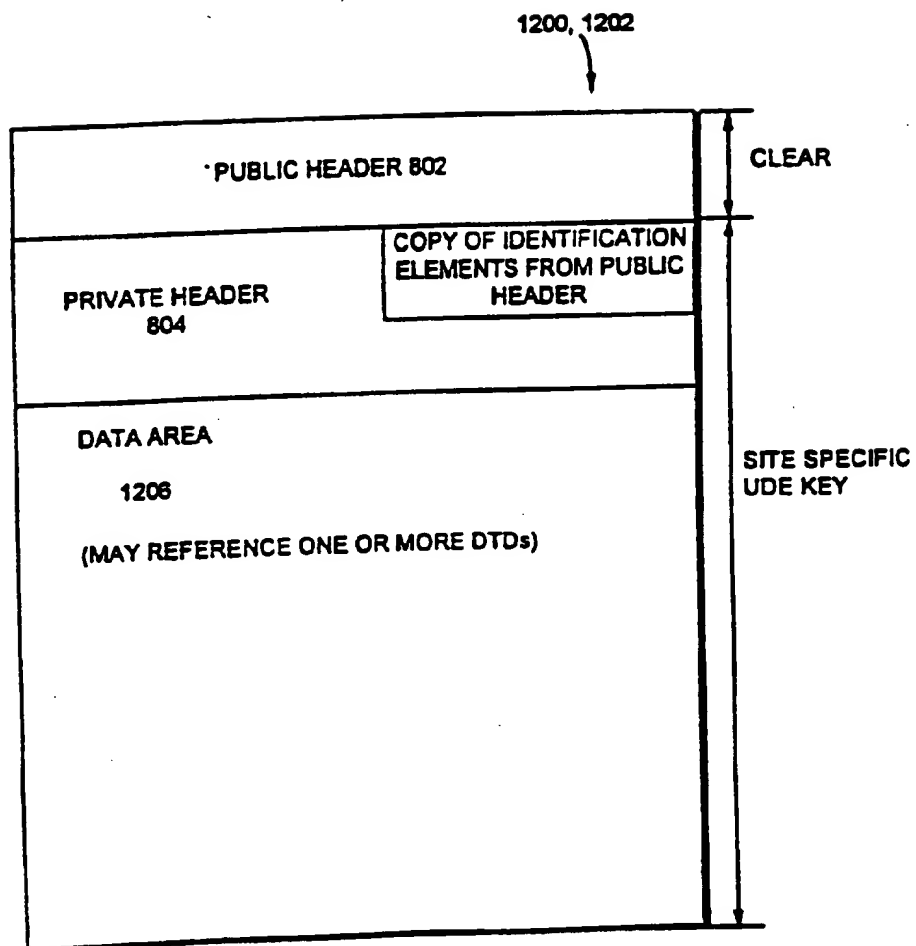 1200, 1202
PUBLIC HEADER 802
CLEAR
COPY OF IDENTIFICATION
ELEMENTS FROM PUBLIC
HEADER
PRIVATE HEADER
804
DATA AREA
1206
(MAY REFERENCE ONE OR MORE DTDs)
SITE SPECIFIC
UDE KEY